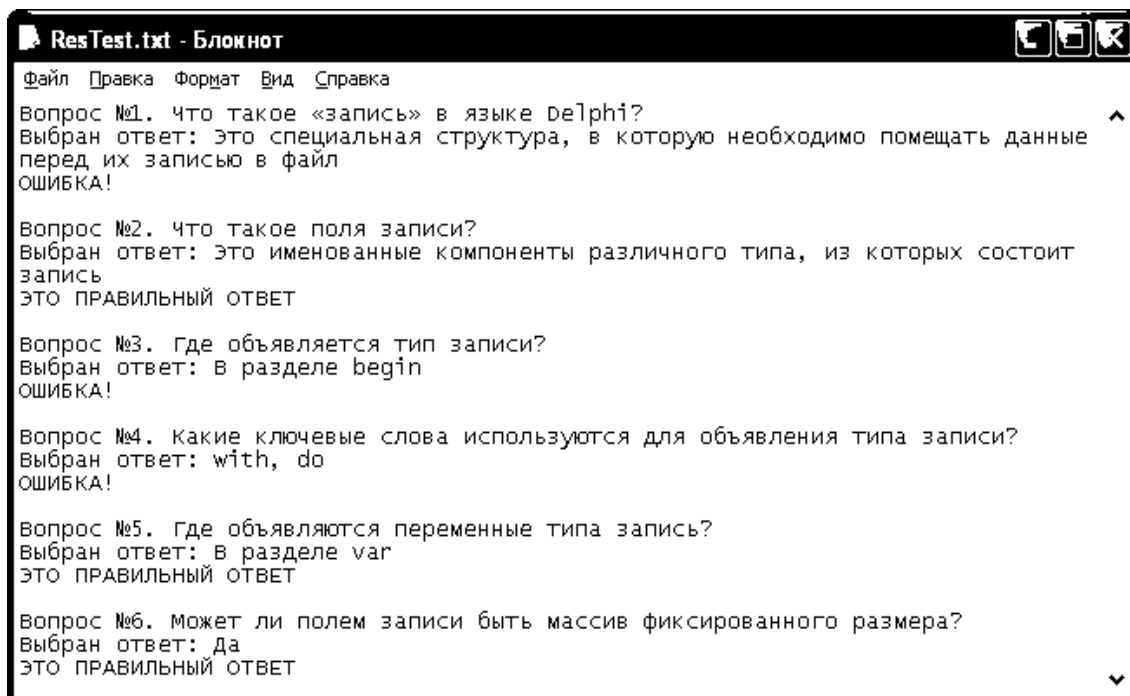 ResTest.txt - Блокнот
Файл Правка Формат Вид Справка
Вопрос №1. Что такое «запись» в языке Delphi?
Выбран ответ: Это специальная структура, в которую необходимо помещать данные
перед их записью в файл
ОШИБКА!
Вопрос №2. Что такое поля записи?
Выбран ответ: Это именованные компоненты различного типа, из которых состоит
запись
ЭТО ПРАВИЛЬНЫЙ ОТВЕТ
Вопрос №3. Где объявляется тип записи?
Выбран ответ: В разделе begin
ОШИБКА!
Вопрос №4. Какие ключевые слова используются для объявления типа записи?
Выбран ответ: with, do
ОШИБКА!
Вопрос №5. Где объявляются переменные типа запись?
Выбран ответ: В разделе var
ЭТО ПРАВИЛЬНЫЙ ОТВЕТ
Вопрос №6. Может ли полем записи быть массив фиксированного размера?
Выбран ответ: Да
ЭТО ПРАВИЛЬНЫЙ ОТВЕТ